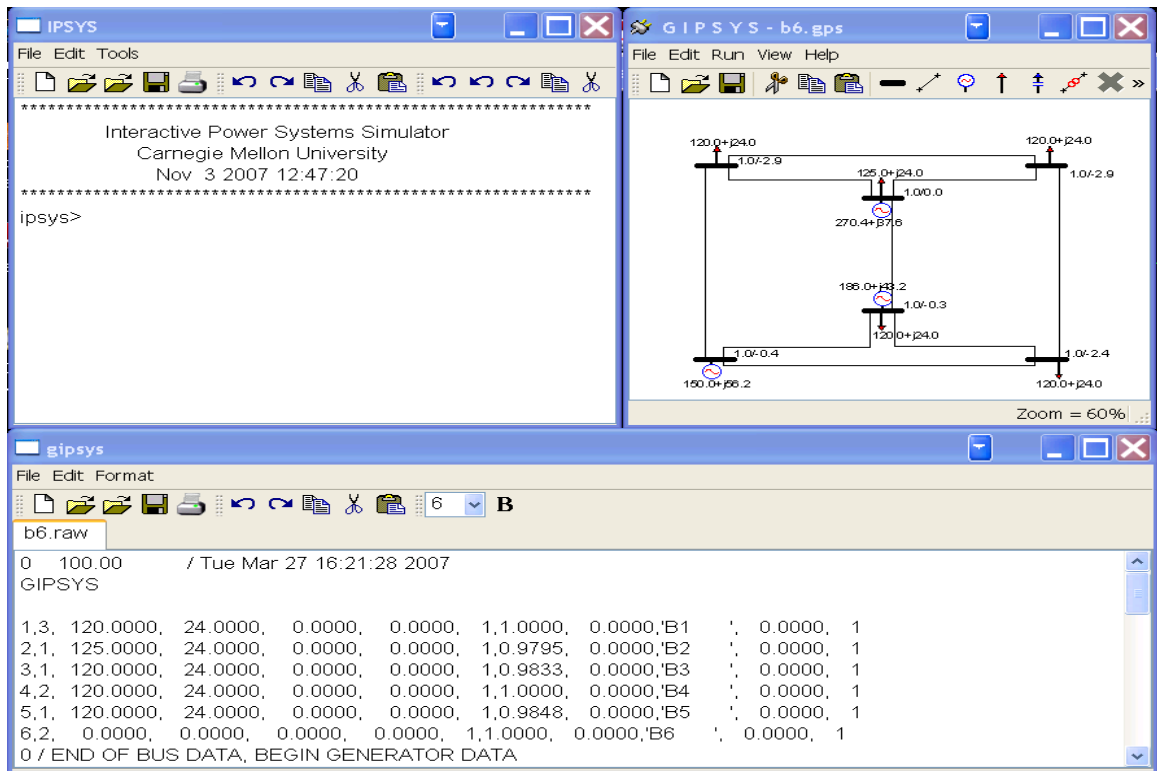 IPSYS
File Edit Tools
************************************************************************
Interactive Power Systems Simulator
Carnegie Mellon University
Nov 3 2007 12:47:20
************************************************************************
ipsys>
G I P S Y S - b6.gps
File Edit Run View Help
120.0+j24.0
120.0+j24.0
1.0/-2.9
125.0+j24.0
1.0/-2.9
1.0/0.0
270.4+j37.6
186.0+j43.2
1.0/-0.3
120.0+j24.0
1.0/-0.4
1.0/-2.4
150.0+j56.2
120.0+j24.0
Zoom = 60%
gipsys
File Edit Format
6 B
b6.raw
0 100.00 / Tue Mar 27 16:21:28 2007
GIPSYS
1,3, 120.0000, 24.0000, 0.0000, 0.0000, 1,1.0000, 0.0000,'B1 ', 0.0000, 1
2,1, 125.0000, 24.0000, 0.0000, 0.0000, 1,0.9795, 0.0000,'B2 ', 0.0000, 1
3,1, 120.0000, 24.0000, 0.0000, 0.0000, 1,0.9833, 0.0000,'B3 ', 0.0000, 1
4,2, 120.0000, 24.0000, 0.0000, 0.0000, 1,1.0000, 0.0000,'B4 ', 0.0000, 1
5,1, 120.0000, 24.0000, 0.0000, 0.0000, 1,0.9848, 0.0000,'B5 ', 0.0000, 1
6,2, 0.0000, 0.0000, 0.0000, 0.0000, 1,1.0000, 0.0000,'B6 ', 0.0000, 1
0 / END OF BUS DATA, BEGIN GENERATOR DATA